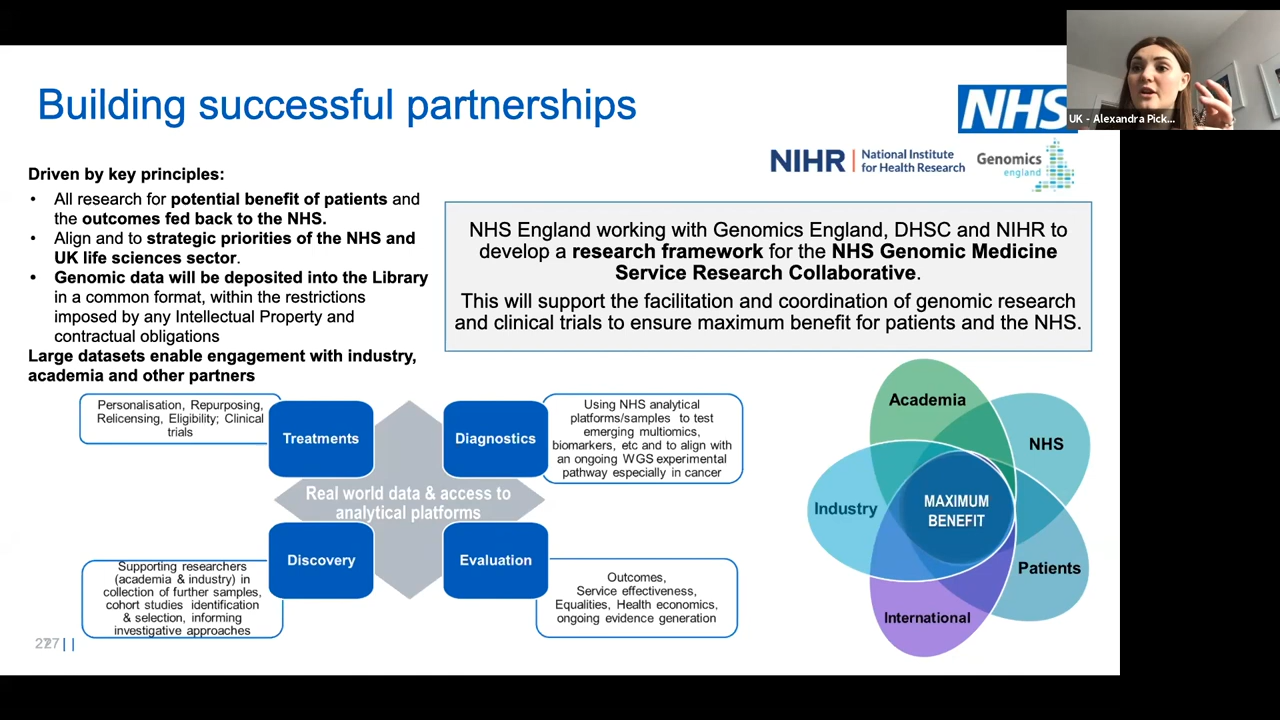 Building successful partnerships
NHS
UK - Alexandra Pick...
NIHR | National Institute
for Health Research
Genomics
england
Driven by key principles:
• All research for potential benefit of patients and
the outcomes fed back to the NHS.
• Align and to strategic priorities of the NHS and
UK life sciences sector.
• Genomic data will be deposited into the Library
in a common format, within the restrictions
imposed by any Intellectual Property and
contractual obligations
Large datasets enable engagement with industry,
academia and other partners
NHS England working with Genomics England, DHSC and NIHR to
develop a research framework for the NHS Genomic Medicine
Service Research Collaborative.
This will support the facilitation and coordination of genomic research
and clinical trials to ensure maximum benefit for patients and the NHS.
Personalisation, Repurposing,
Relicensing, Eligibility; Clinical
trials
Treatments
Diagnostics
Using NHS analytical
platforms/samples to test
emerging multiomics,
biomarkers, etc and to align with
an ongoing WGS experimental
pathway especially in cancer
Real world data & access to
analytical platforms
Discovery
Evaluation
Supporting researchers
(academia & industry) in
collection of further samples,
cohort studies identification
& selection, informing
investigative approaches
Outcomes,
Service effectiveness,
Equalities, Health economics,
ongoing evidence generation
Academia
NHS
Industry
MAXIMUM
BENEFIT
Patients
International